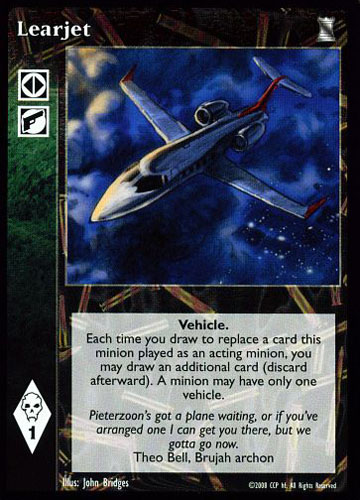 Learjet
Vehicle.
Each time you draw to replace a card this
minion played as an acting minion, you
may draw an additional card (discard
afterward). A minion may have only one
vehicle.
Pieterzoon's got a plane waiting, or if you've
arranged one I can get you there, but we
gotta go now.
Theo Bell, Brujah archon
1
Illus: John Bridges
©2008 CCP hf. All Rights Reserved